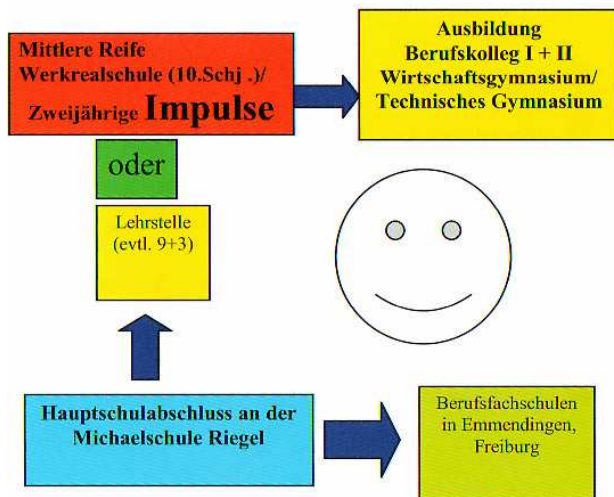 Mittlere Reife
Werkrealschule (10.Schj .)/
Zweijährige Impulse
Ausbildung
Berufskolleg I + II
Wirtschaftsgymnasium/
Technisches Gymnasium
oder
Lehrstelle
(evtl. 9+3)
Hauptschulabschluss an der
Michaelschule Riegel
Berufsfachschulen
in Emmendingen,
Freiburg